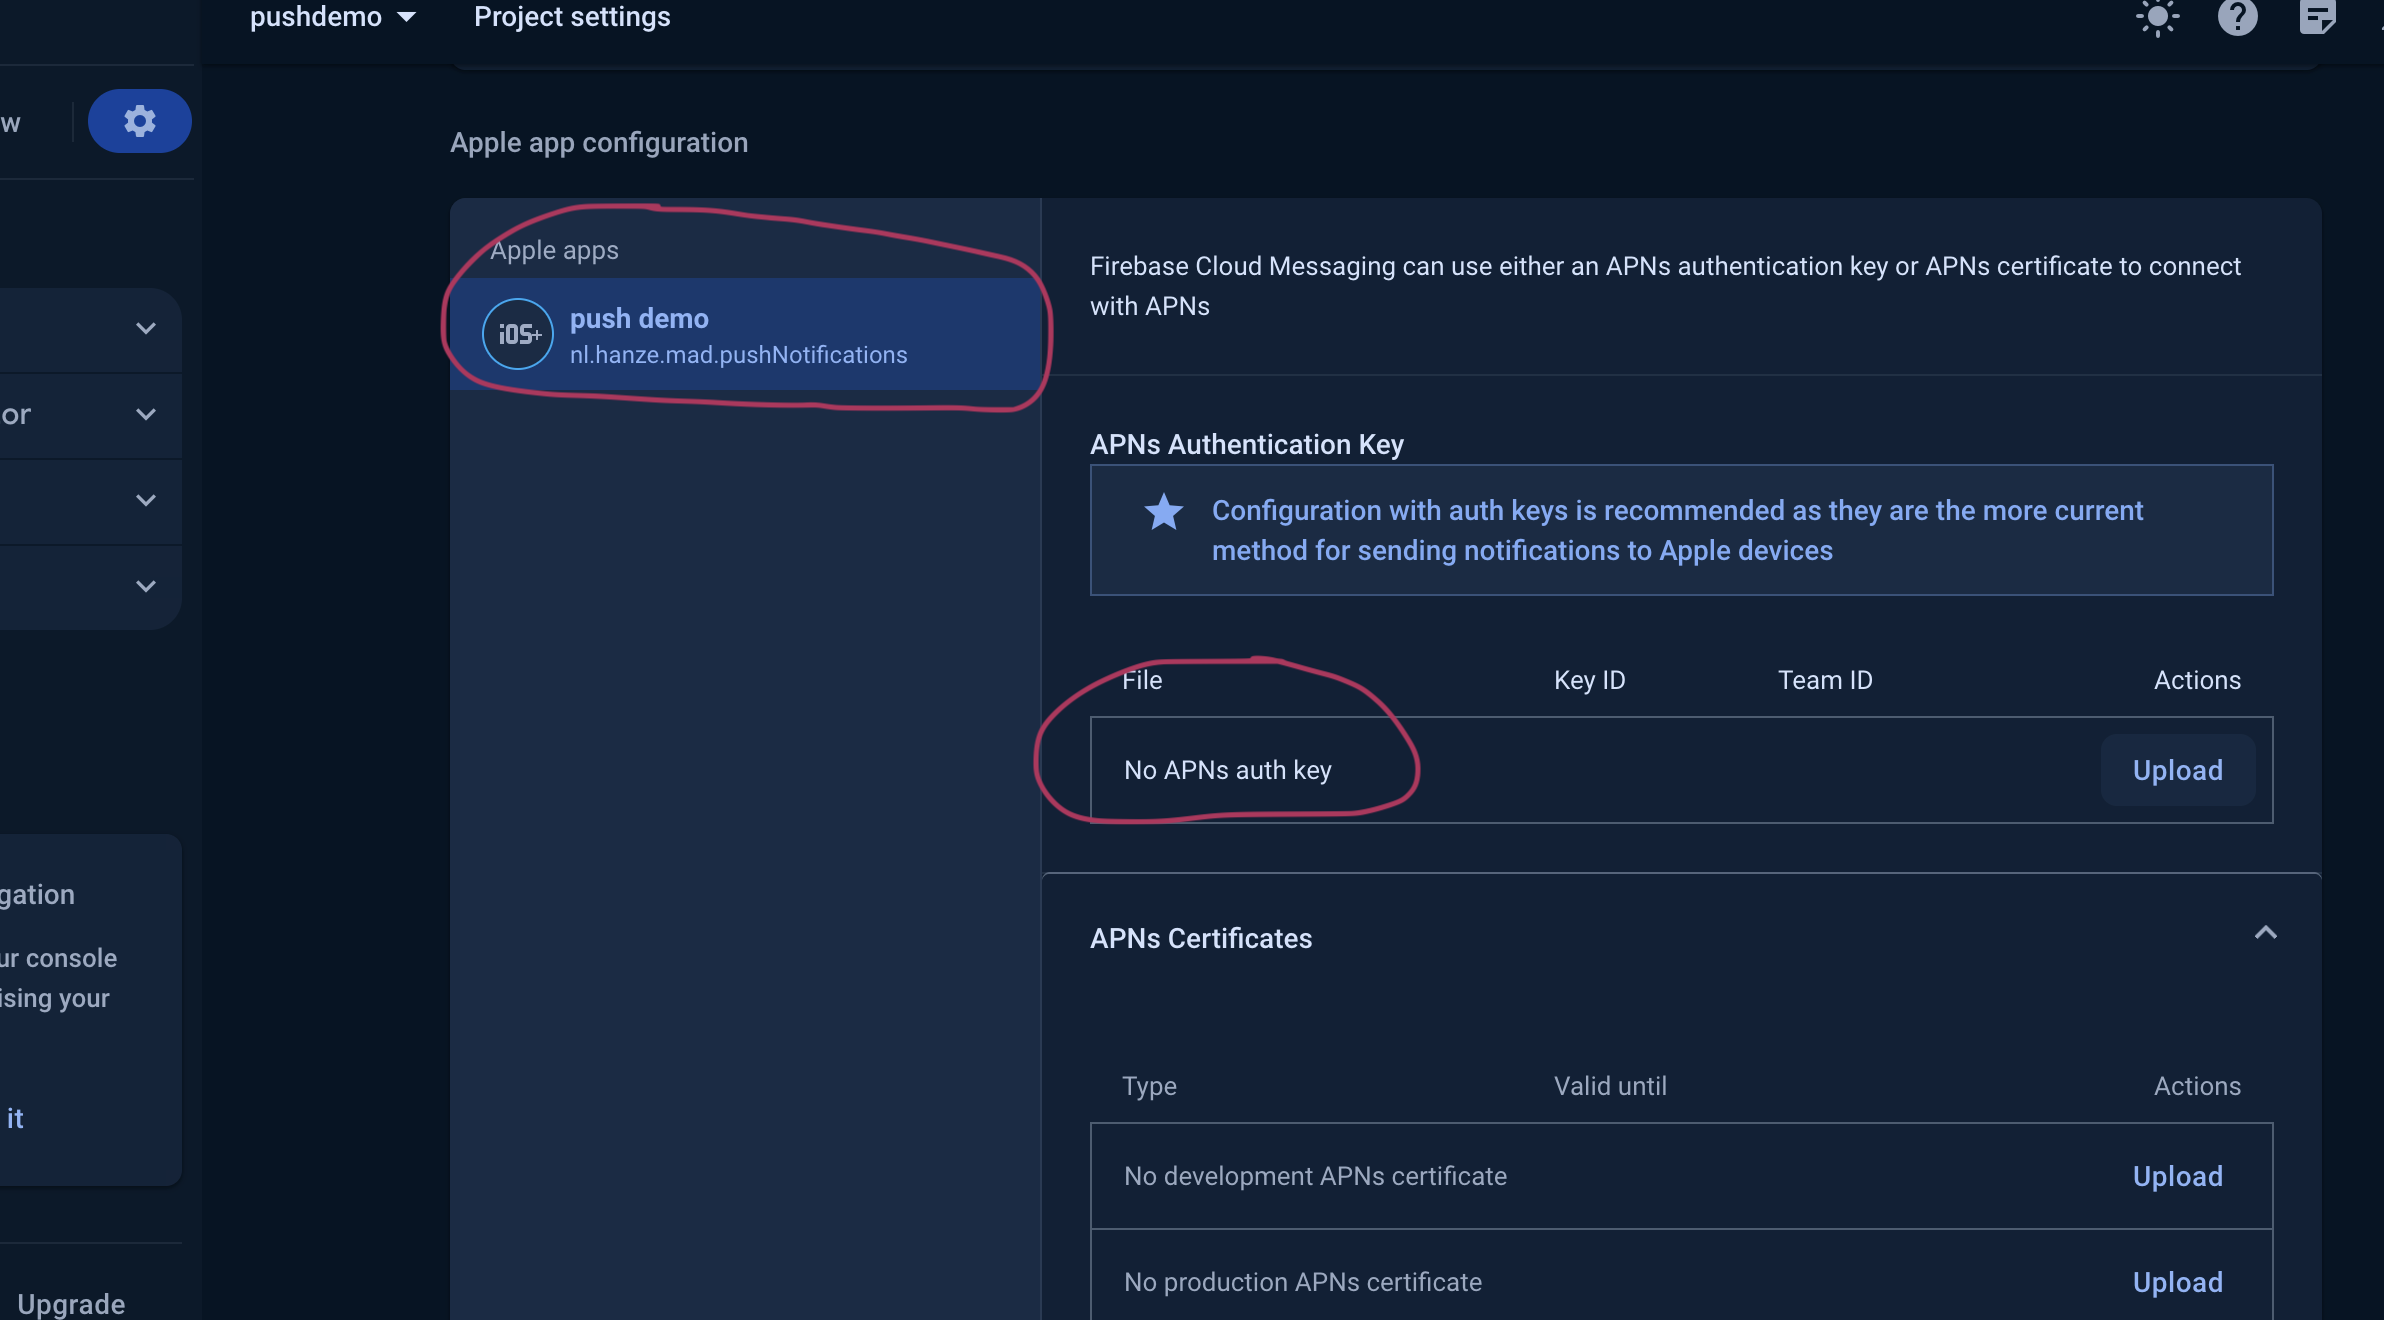 pushdemo
Project settings
w
Apple app configuration
Apple apps
iOS+
push demo
nl.hanze.mad.pushNotifications
Firebase Cloud Messaging can use either an APNs authentication key or APNs certificate to connect
with APNs
or
APNs Authentication Key
Configuration with auth keys is recommended as they are the more current
method for sending notifications to Apple devices
File
Key ID
Team ID
Actions
No APNs auth key
Upload
gation
ur console
ising your
it
Upgrade
APNs Certificates
Type
Valid until
Actions
No development APNs certificate
Upload
No production APNs certificate
Upload